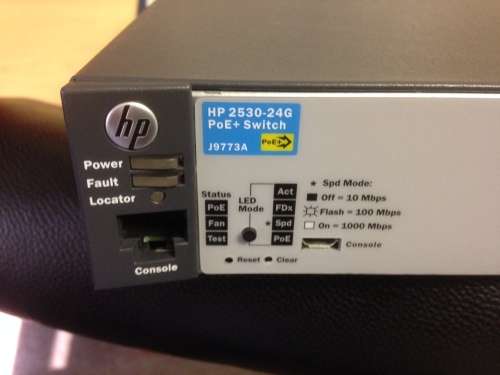 hp
HP 2530-24G
PoE+ Switch
J9773A
PoE+
Power
Fault
Locator
Console
Status
PoE
Fan
Test
LED
Mode
Act
FDx
* Spd
PoE
Reset
Clear
* Spd Mode:
Off = 10 Mbps
Flash = 100 Mbps
On = 1000 Mbps
Console